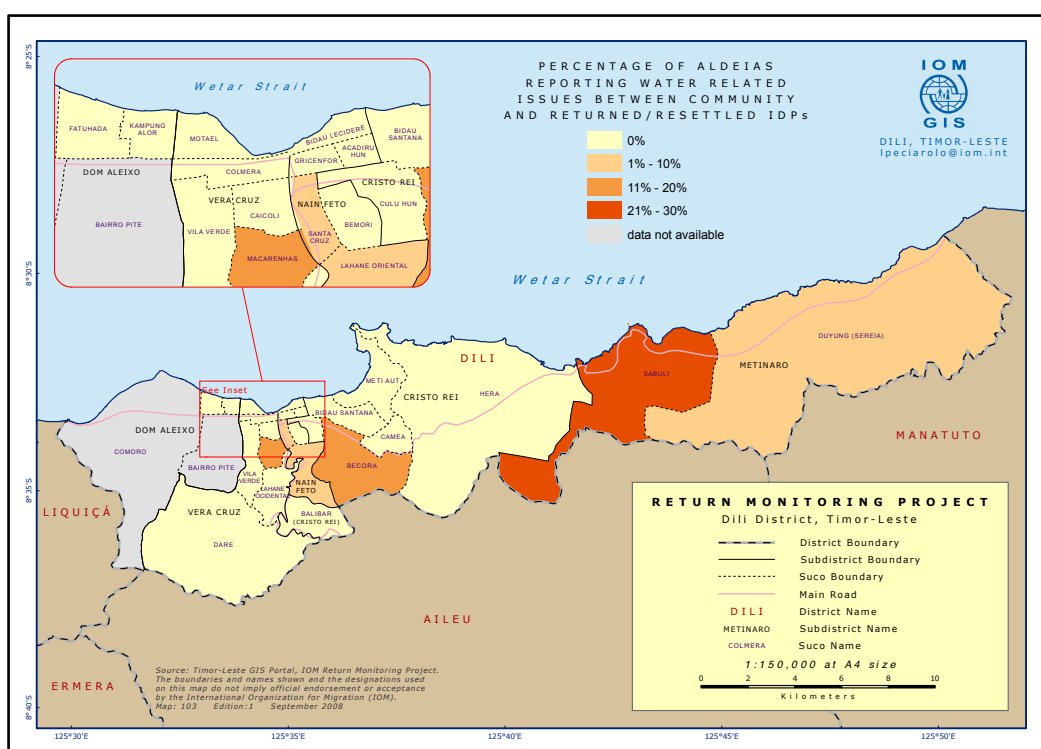 PERCENTAGE OF ALDEIAS
REPORTING WATER RELATED
ISSUES BETWEEN COMMUNITY
AND RETURNED/RESETTLED IDPs
0%
1% - 10%
11% - 20%
21% - 30%
data not available
IOM
GIS
DILI, TIMOR-LESTE
lpeciarolo@iom.int
8°25'S
8°30'S
8°35'S
8°40'S
Wetar Strait
FATUHADA
KAMPUNG
ALOR
MOTAEL
BIDAU LECIDERE
BIDAU
SANTANA
ACADIRU
HUN
GRICENFOR
DOM ALEIXO
COLMERA
CRISTO REI
VERA CRUZ
NAIN FETO
CULU HUN
CAICOLI
BEMORI
BAIRRO PITE
VILA VERDE
SANTA
CRUZ
MACARENHAS
LAHANE ORIENTAL
Wetar Strait
See Inset
DILI
DUYUNG (SEREIA)
METINARO
SABULI
METI AUT
CRISTO REI
HERA
BIDAU SANTANA
CAMEA
DOM ALEIXO
COMORO
BAIRRO PITE
VILA
VERDE
BECORA
LAHANE
OCIDENTAL
NAIN
FETO
VERA CRUZ
BALIBAR
(CRISTO REI)
DARE
MANATUTO
LIQUIÇÁ
AILEU
ERMERA
RETURN MONITORING PROJECT
Dili District, Timor-Leste
District Boundary
Subdistrict Boundary
Suco Boundary
Main Road
DILI District Name
METINARO Subdistrict Name
COLMERA Suco Name
1:150,000 at A4 size
0 2 4 6 8 10
Kilometers
Source: Timor-Leste GIS Portal, IOM Return Monitoring Project.
The boundaries and names shown and the designations used
on this map do not imply official endorsement or acceptance
by the International Organization for Migration (IOM).
Map: 103 Edition:1 September 2008
125°30'E
125°35'E
125°40'E
125°45'E
125°50'E